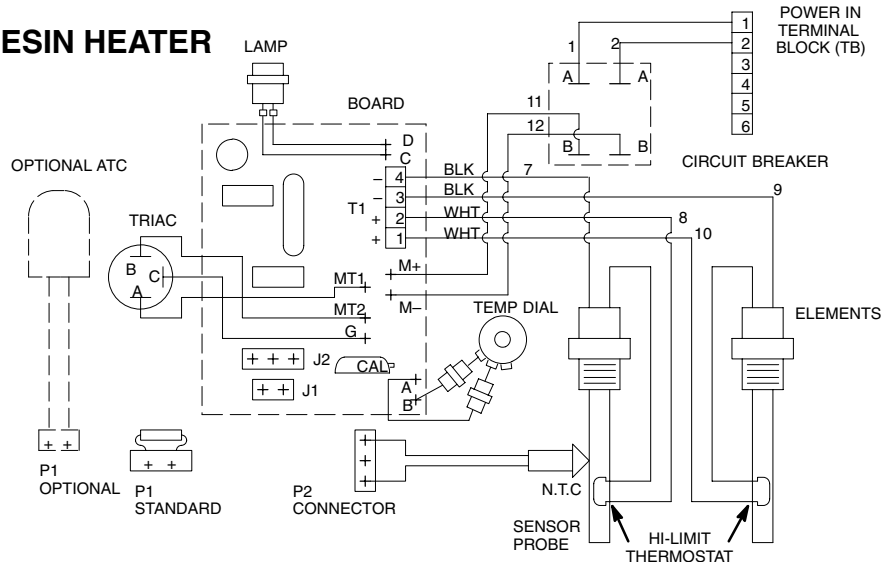 ESIN HEATER
LAMP
POWER IN
TERMINAL
BLOCK (TB)
1
2
3
4
5
6
1
2
A
A
11
12
B
B
BOARD
CIRCUIT BREAKER
OPTIONAL ATC
D
C
TRIAC
T1
− 4
− 3
+ 2
+ 1
BLK
7
BLK
9
WHT
8
WHT
10
B
C
A
MT1
M+
MT2
M−
G
TEMP DIAL
ELEMENTS
+ + + J2
CAL
+ + J1
A
B
+ +
P1
OPTIONAL
+ +
P1
STANDARD
+
+
+
P2
CONNECTOR
N.T.C
SENSOR
PROBE
HI-LIMIT
THERMOSTAT